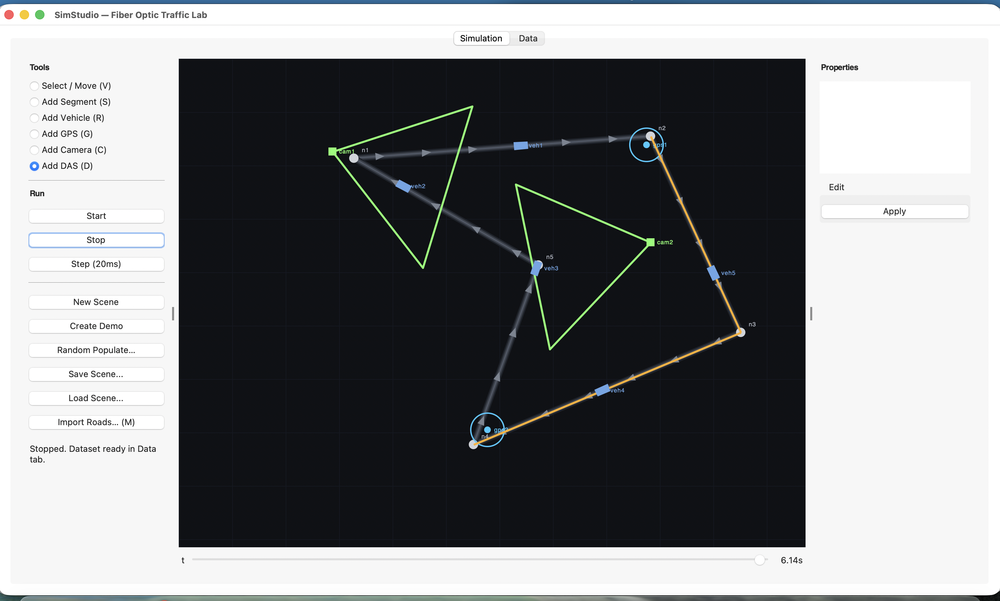 SimStudio — Fiber Optic Traffic Lab
Simulation
Data
Tools
Select / Move (V)
Add Segment (S)
Add Vehicle (R)
Add GPS (G)
Add Camera (C)
Add DAS (D)
Run
Start
Stop
Step (20ms)
New Scene
Create Demo
Random Populate...
Save Scene...
Load Scene...
Import Roads... (M)
Stopped. Dataset ready in Data
tab.
n2
gps1
veh1
cam1
n1
veh2
cam2
n5
veh3
veh5
n3
veh4
gps2
n4
t
6.14s
Properties
Edit
Apply